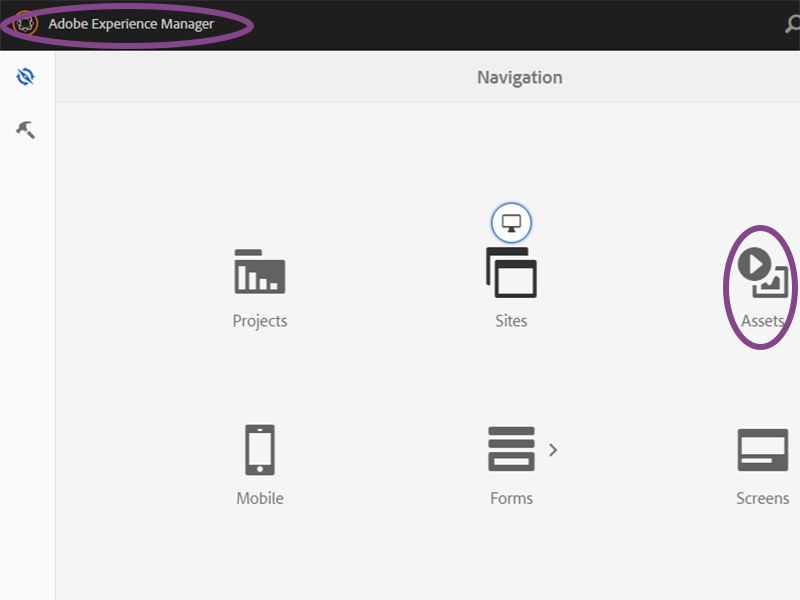 Adobe Experience Manager
Navigation
Projects
Sites
Assets
Mobile
Forms
Screens